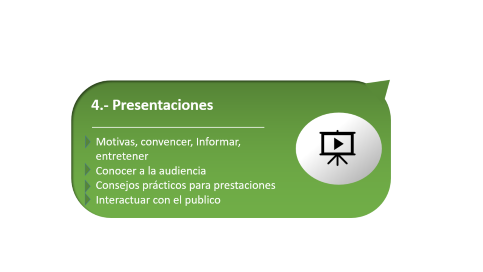 4.- Presentaciones
Motivas, convencer, Informar,
entretener
Conocer a la audiencia
Consejos prácticos para prestaciones
Interactuar con el publico